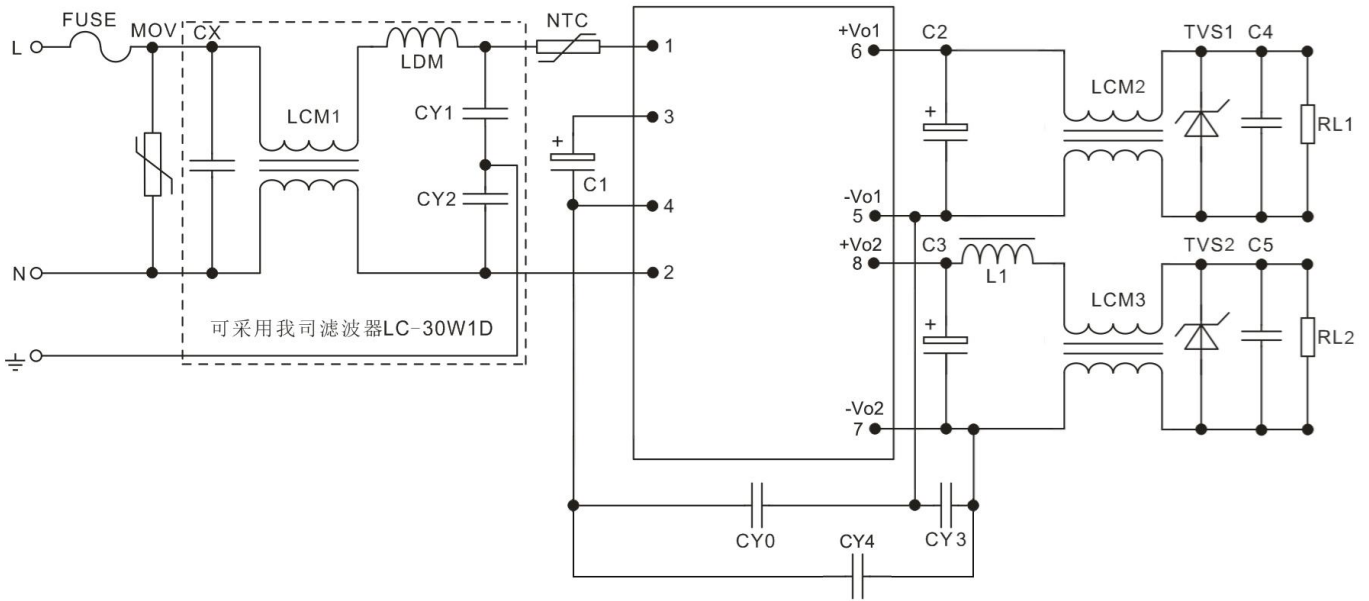 FUSE
L
MOV
CX
LCM1
LDM
NTC
CY1
CY2
C1
+
1
3
4
2
N
可采用我司滤波器LC-30W1D
+Vo1
6
C2
+
LCM2
TVS1
C4
RL1
-Vo1
5
+Vo2
8
C3
+
L1
LCM3
TVS2
C5
RL2
-Vo2
7
CY0
CY4
CY3